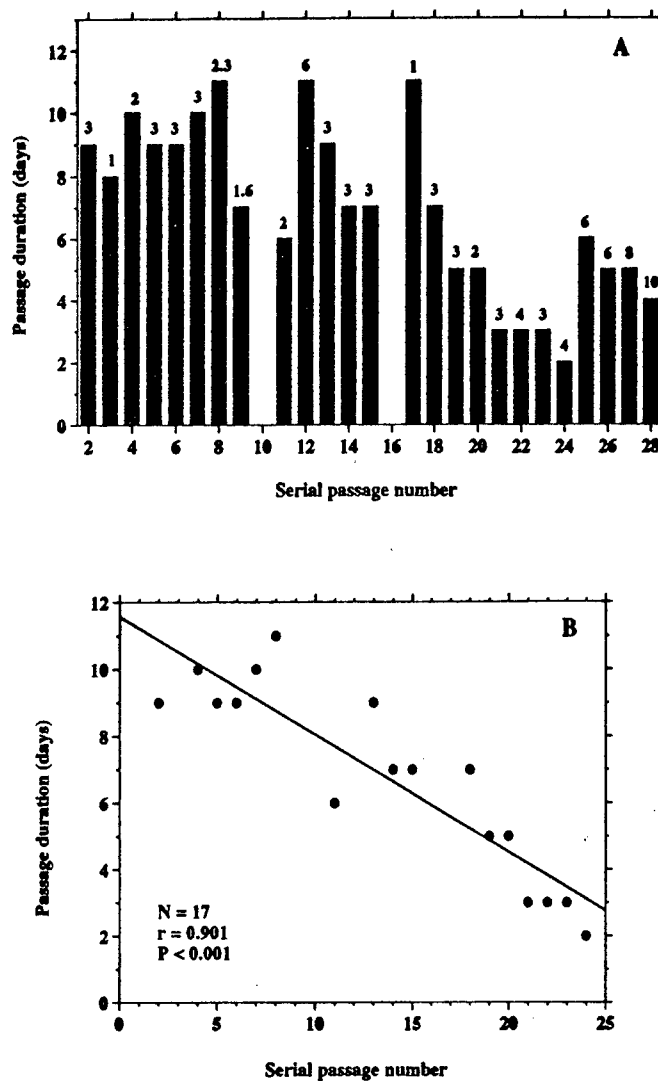 A
Passage duration (days)
12
10
8
6
4
2
0
3 1 2 3 3 3 2.3 1.6 2 6 3 3 3 1 3 3 2 3 4 3 4 6 6 8 10
2 4 6 8 10 12 14 16 18 20 22 24 26 28
Serial passage number
B
Passage duration (days)
12
10
8
6
4
2
0
N = 17
r = 0.901
P < 0.001
0 5 10 15 20 25
Serial passage number